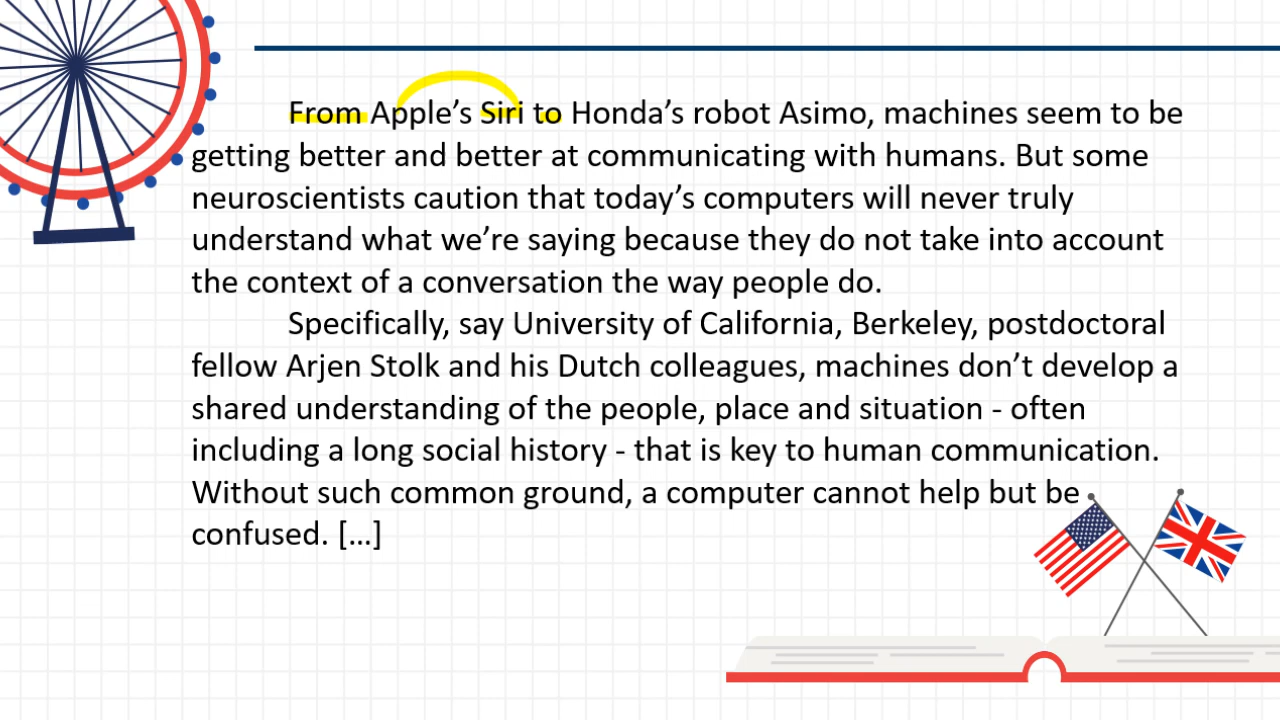 From Apple’s Siri to Honda’s robot Asimo, machines seem to be
getting better and better at communicating with humans. But some
neuroscientists caution that today’s computers will never truly
understand what we’re saying because they do not take into account
the context of a conversation the way people do.
Specifically, say University of California, Berkeley, postdoctoral
fellow Arjen Stolk and his Dutch colleagues, machines don’t develop a
shared understanding of the people, place and situation - often
including a long social history - that is key to human communication.
Without such common ground, a computer cannot help but be
confused. [...]